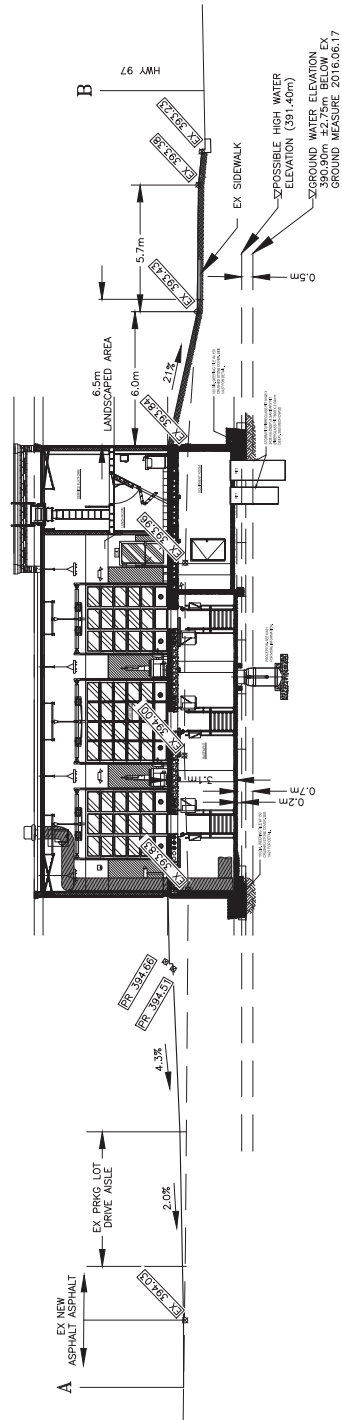 A
EX NEW
ASPHALT ASPHALT
EX PRKG LOT
DRIVE AISLE
EX 394.03
2.0%
4.3%
PR 394.66
PR 394.51
EX 393.83
EX 394.00
EX 393.96
EX 393.84
3.1m
0.7m
0.2m
6.5m
LANDSCAPED AREA
6.0m
21%
5.7m
EX 393.43
EX 393.38
EX 393.23
B
HWY 97
EX SIDEWALK
POSSIBLE HIGH WATER
ELEVATION (391.40m)
GROUND WATER ELEVATION
390.90m ±2.75m BELOW EX
GROUND MEASURE 2016.06.17
0.5m